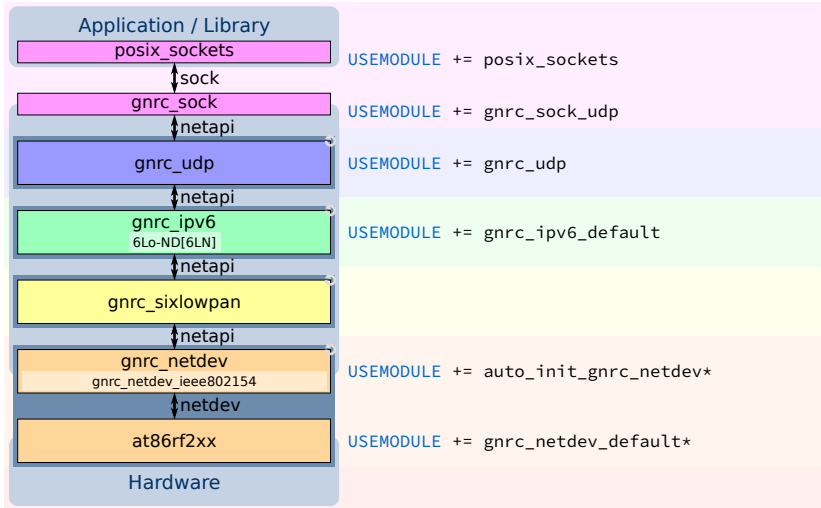 Application / Library
posix_sockets
USEMODULE += posix_sockets
sock
gnrc_sock
USEMODULE += gnrc_sock_udp
netapi
gnrc_udp
USEMODULE += gnrc_udp
netapi
gnrc_ipv6
6Lo-ND[6LN]
USEMODULE += gnrc_ipv6_default
netapi
gnrc_sixlowpan
netapi
gnrc_netdev
gnrc_netdev_ieee802154
USEMODULE += auto_init_gnrc_netdev*
netdev
at86rf2xx
USEMODULE += gnrc_netdev_default*
Hardware